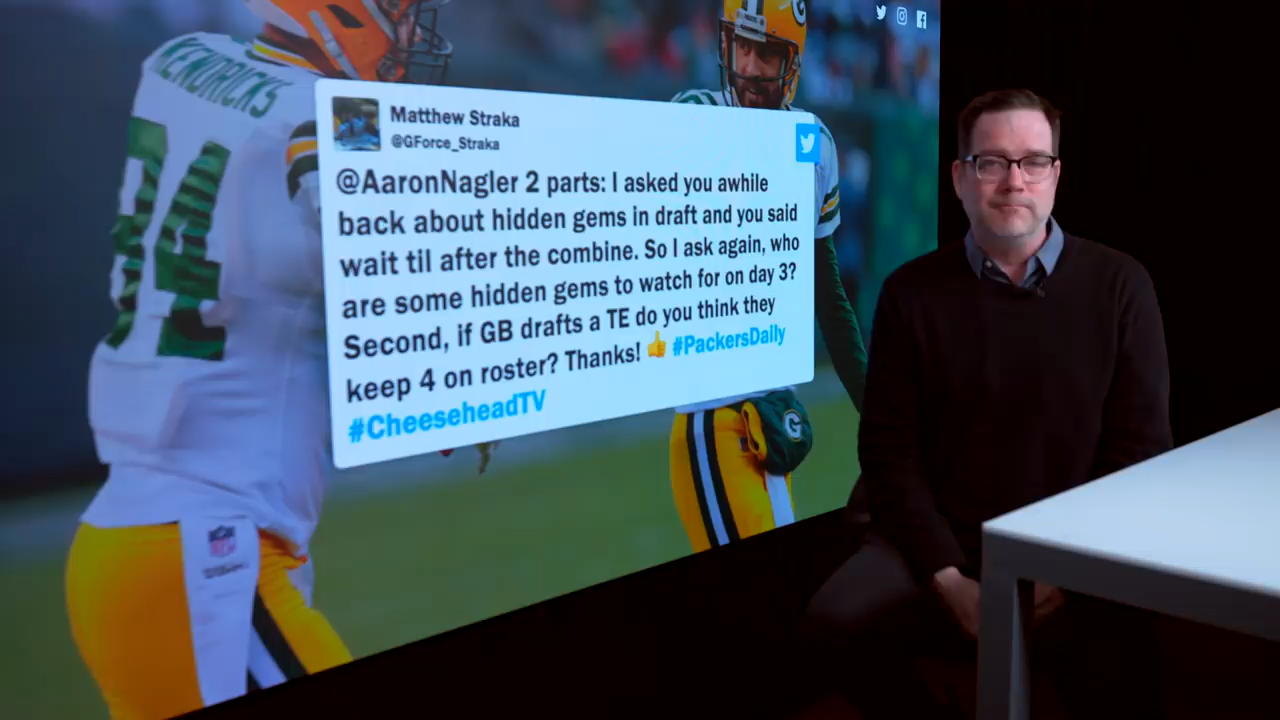 KENDRICKS
84
Matthew Straka
@GForce_Straka
@AaronNagler 2 parts: I asked you awhile
back about hidden gems in draft and you said
wait til after the combine. So I ask again, who
are some hidden gems to watch for on day 3?
Second, if GB drafts a TE do you think they
keep 4 on roster? Thanks! 👍 #PackersDaily
#CheeseheadTV
G
G
NFL